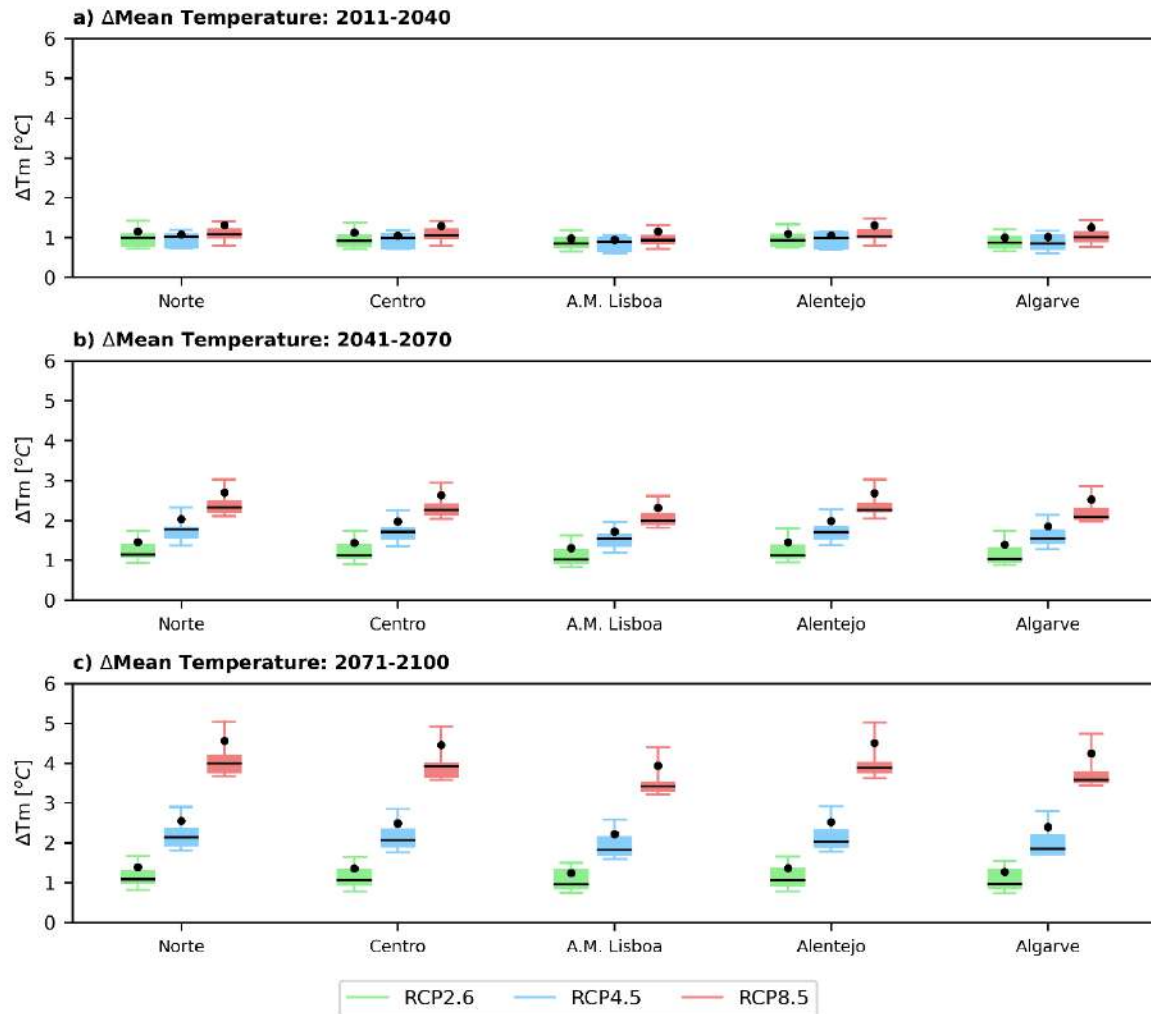 a) ΔMean Temperature: 2011-2040
6
5
4
3
2
1
0
ΔTm [°C]
Norte Centro A.M. Lisboa Alentejo Algarve
b) ΔMean Temperature: 2041-2070
6
5
4
3
2
1
0
ΔTm [°C]
Norte Centro A.M. Lisboa Alentejo Algarve
c) ΔMean Temperature: 2071-2100
6
5
4
3
2
1
0
ΔTm [°C]
Norte Centro A.M. Lisboa Alentejo Algarve
RCP2.6 RCP4.5 RCP8.5